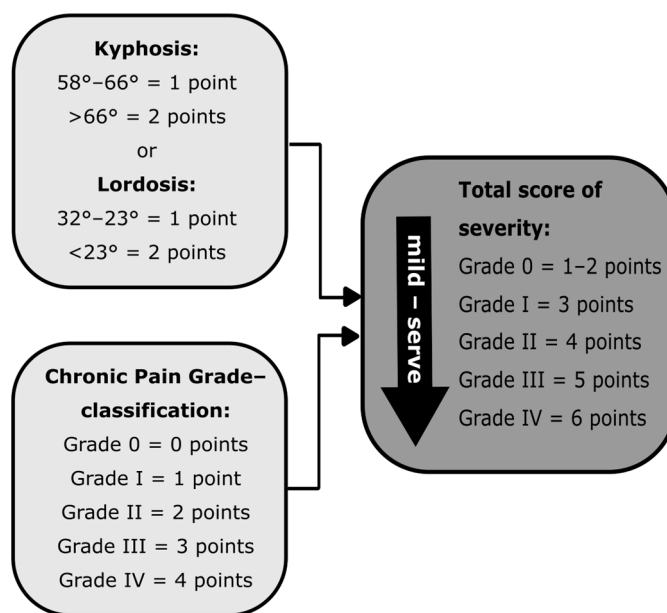 Kyphosis:
58°–66° = 1 point
>66° = 2 points
or
Lordosis:
32°–23° = 1 point
<23° = 2 points
Chronic Pain Grade–
classification:
Grade 0 = 0 points
Grade I = 1 point
Grade II = 2 points
Grade III = 3 points
Grade IV = 4 points
mild – serve
Total score of
severity:
Grade 0 = 1–2 points
Grade I = 3 points
Grade II = 4 points
Grade III = 5 points
Grade IV = 6 points